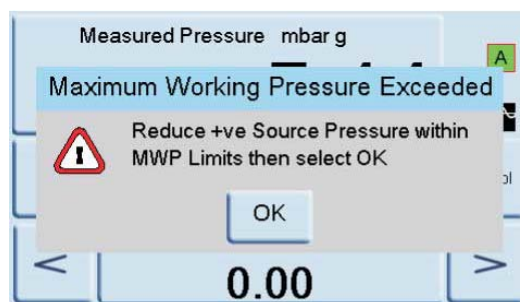 Measured Pressure mbar g
A
Maximum Working Pressure Exceeded
Reduce +ve Source Pressure within
MWP Limits then select OK
OK
<
0.00
>